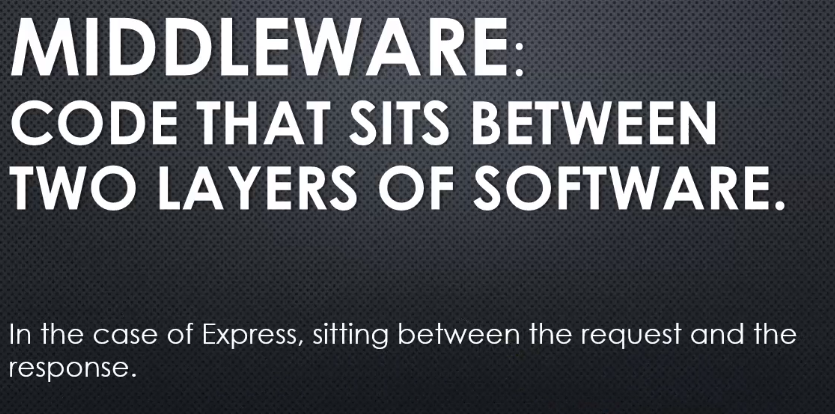 MIDDLEWARE:
CODE THAT SITS BETWEEN
TWO LAYERS OF SOFTWARE.
In the case of Express, sitting between the request and the
response.